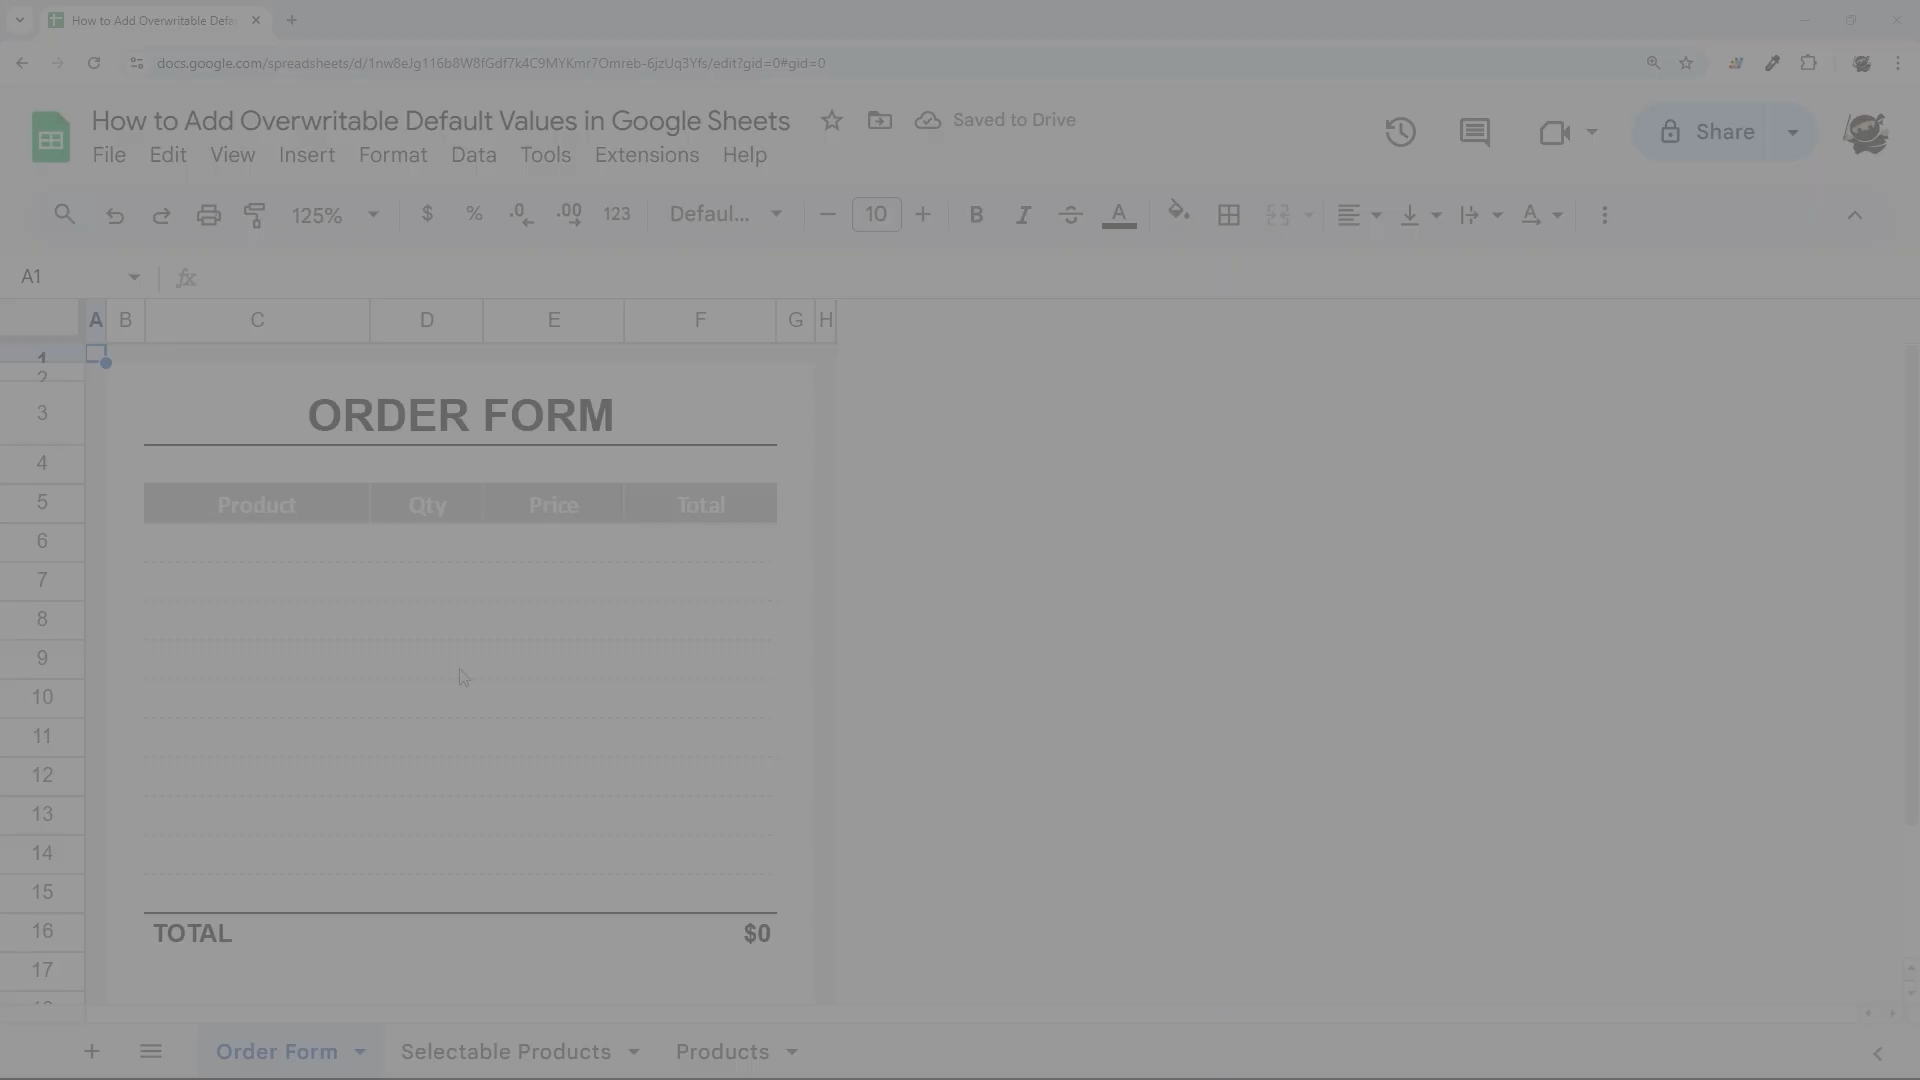 How to Add Overwritable Defa
docs.google.com/spreadsheets/d/1nw8eJg116b8W8fGdf7k4C9MYKmr7Omreb-6jzUq3Yfs/edit?gid=0#gid=0
How to Add Overwritable Default Values in Google Sheets
Saved to Drive
File Edit View Insert Format Data Tools Extensions Help
Share
125% $ % .0 .00 123 Defaul... 10 B I S A A
A1 fx
A B C D E F G H
1
2
3 ORDER FORM
4
5 Product Qty Price Total
6
7
8
9
10
11
12
13
14
15
16 TOTAL $0
17
Order Form Selectable Products Products